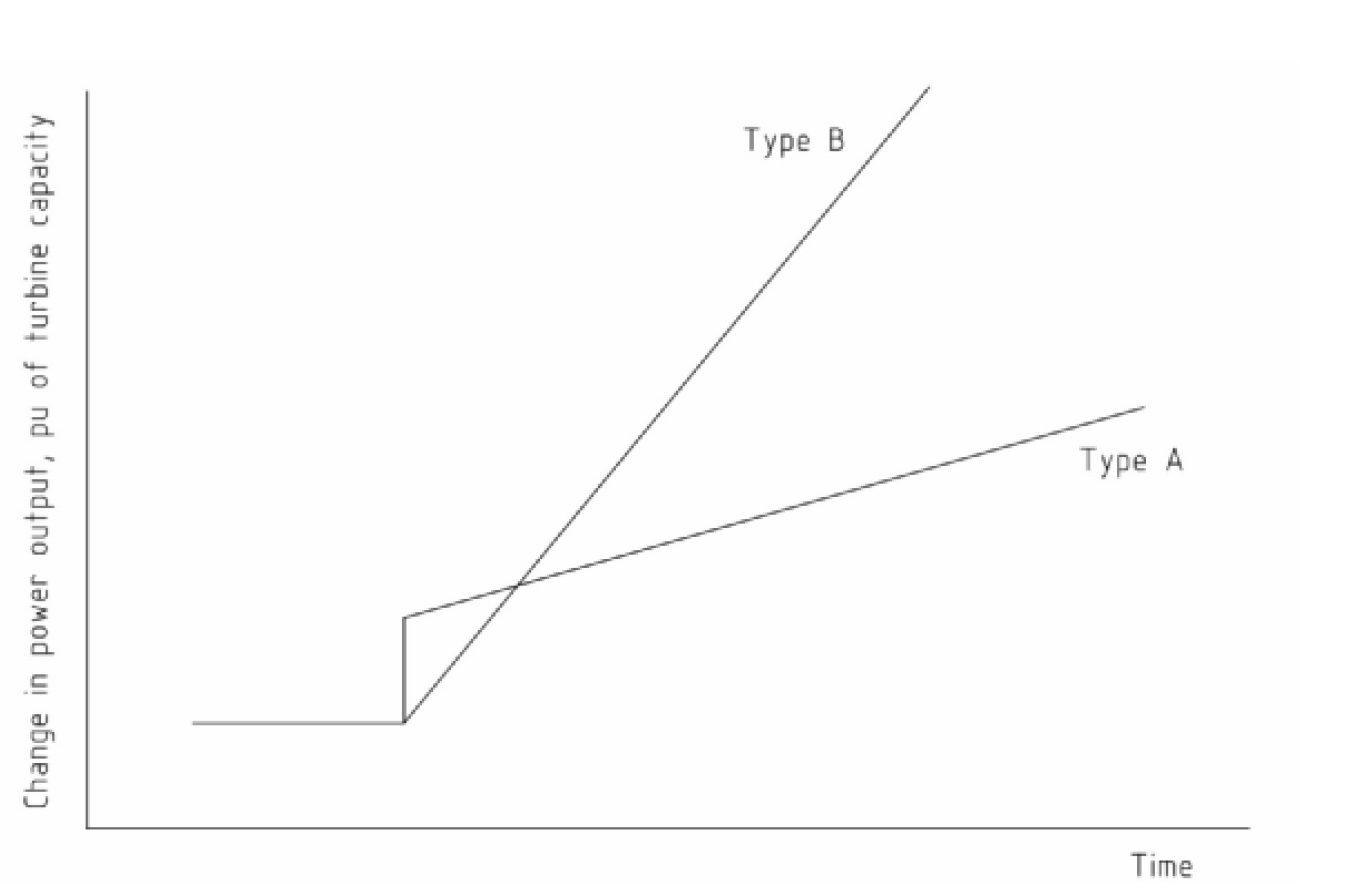 Change in power output, pu of turbine capacity
Type B
Type A
Time